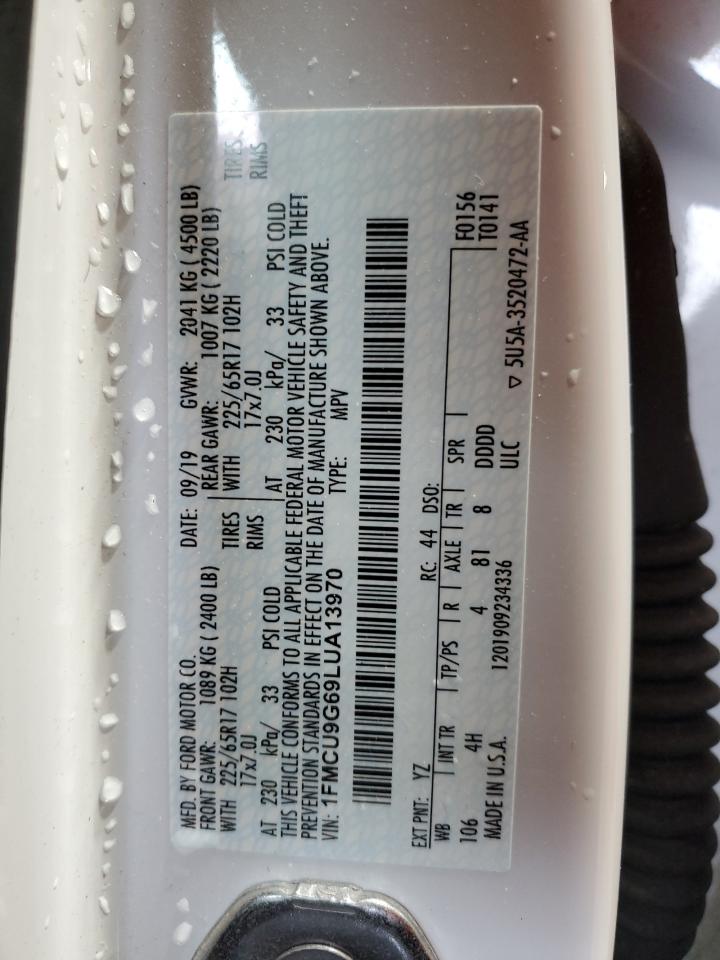 MFD. BY FORD MOTOR CO. DATE: 09/19 GVWR: 2041 KG ( 4500 LB)
FRONT GAWR: 1089 KG ( 2400 LB) REAR GAWR: 1007 KG ( 2220 LB)
WITH 225/65R17 102H TIRES WITH 225/65R17 102H TIRES
17x7.0J RIMS 17x7.0J RIMS
AT 230 kPa/ 33 PSI COLD AT 230 kPa/ 33 PSI COLD
THIS VEHICLE CONFORMS TO ALL APPLICABLE FEDERAL MOTOR VEHICLE SAFETY AND THEFT
PREVENTION STANDARDS IN EFFECT ON THE DATE OF MANUFACTURE SHOWN ABOVE.
VIN: 1FMCU9G69LUA13970 TYPE: MPV
EXT PNT: YZ RC: 44 DSO:
WB INT TR TP/PS R AXLE TR SPR F0156
106 4H 4 81 8 DDDD T0141
MADE IN U.S.A. 1201909234336 ULC ▽ 5U5A-3520472-AA